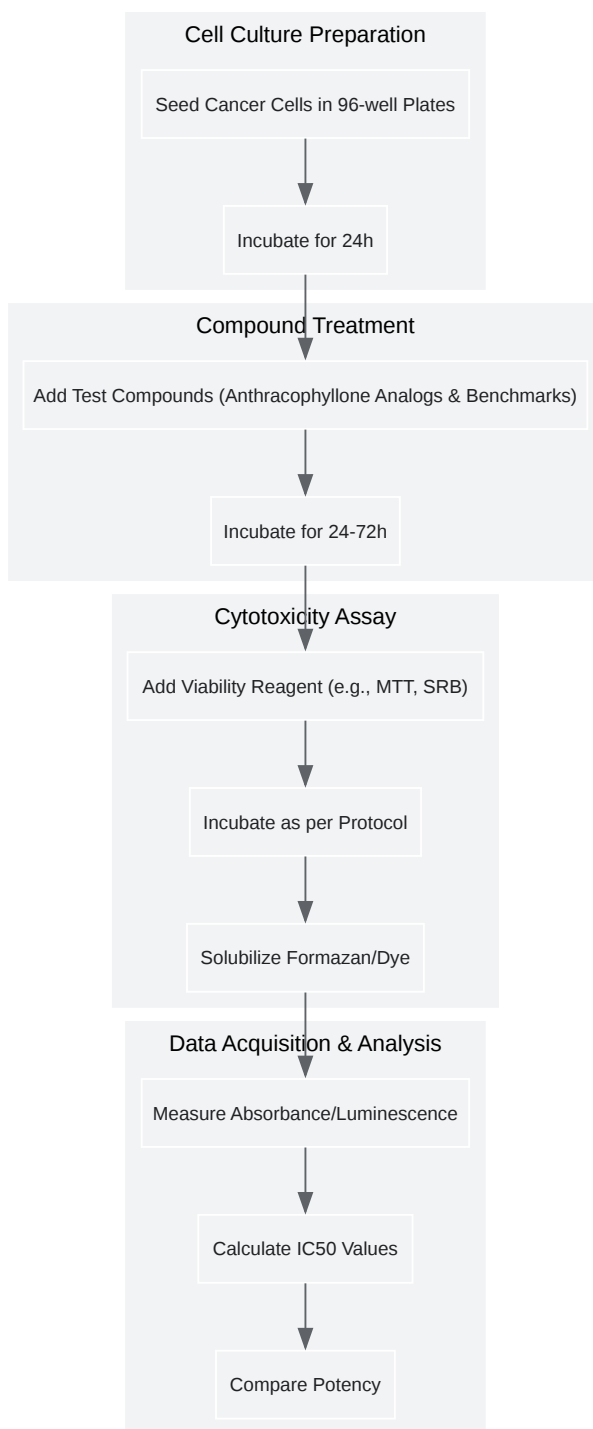 Cell Culture Preparation
Seed Cancer Cells in 96-well Plates
Incubate for 24h
Compound Treatment
Add Test Compounds (Anthracophyllone Analogs & Benchmarks)
Incubate for 24-72h
Cytotoxicity Assay
Add Viability Reagent (e.g., MTT, SRB)
Incubate as per Protocol
Solubilize Formazan/Dye
Data Acquisition & Analysis
Measure Absorbance/Luminescence
Calculate IC50 Values
Compare Potency